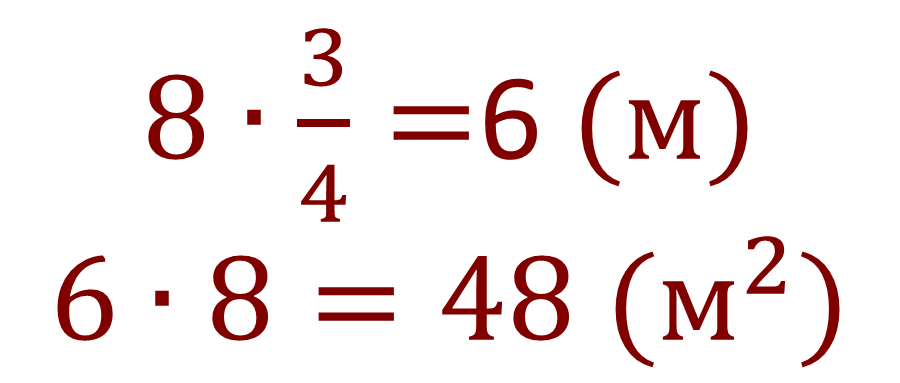 8 · 3/4 = 6 (м)
6 · 8 = 48 (м²)